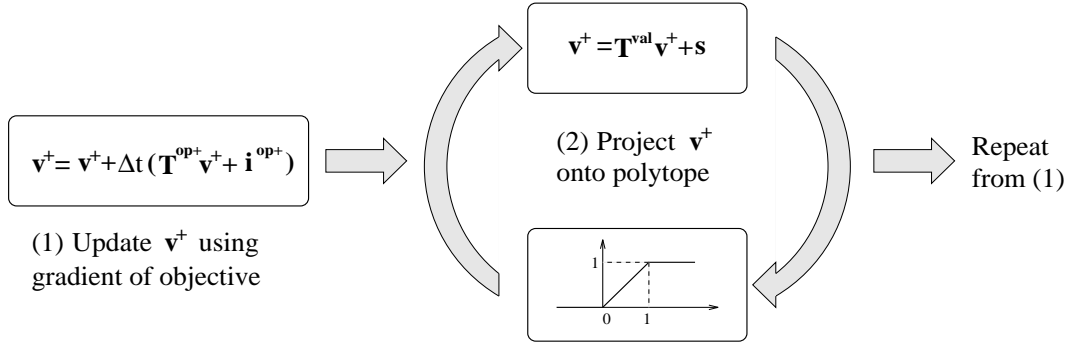 v⁺ = v⁺ + Δt (T^op+ v⁺ + i^op+)
(1) Update v⁺ using
gradient of objective
v⁺ = T^val v⁺ + s
(2) Project v⁺
onto polytope
1
0 1
Repeat
from (1)